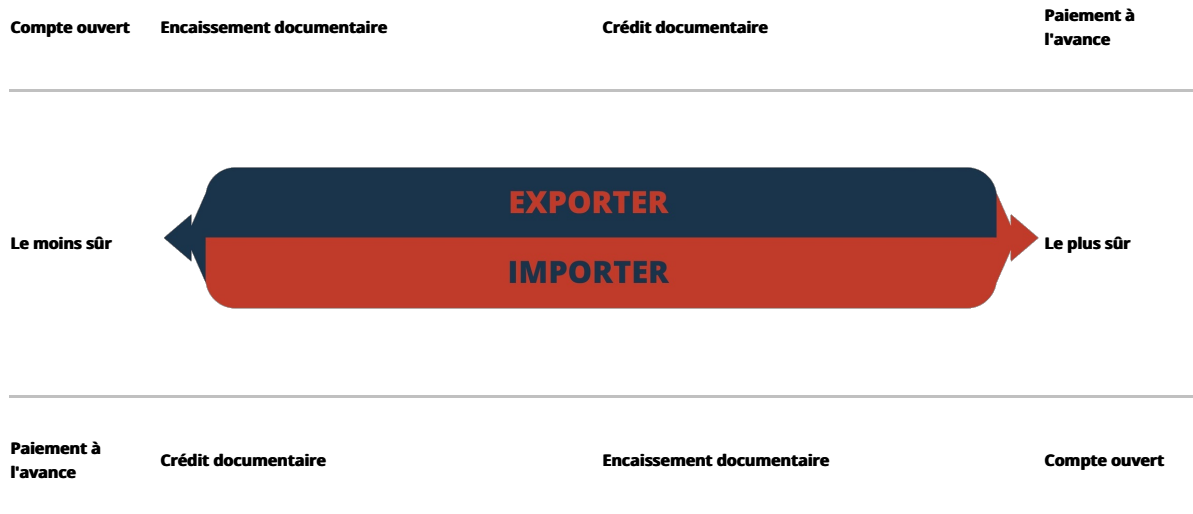 Compte ouvert
Encaissement documentaire
Crédit documentaire
Paiement à
l'avance
EXPORTER
Le moins sûr
Le plus sûr
IMPORTER
Paiement à
l'avance
Crédit documentaire
Encaissement documentaire
Compte ouvert